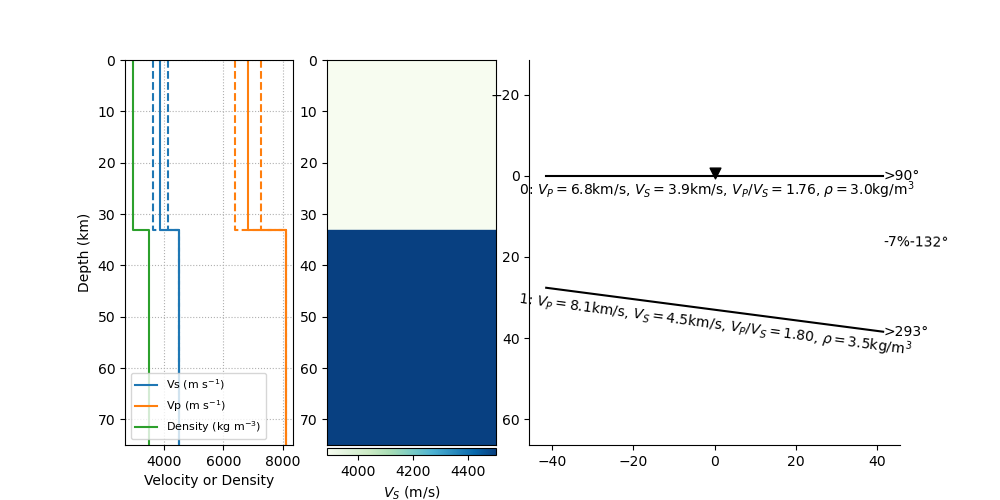 0
10
20
30
40
50
60
70
Depth (km)
4000 6000 8000
Velocity or Density
Vs (m s⁻¹)
Vp (m s⁻¹)
Density (kg m⁻³)
0
10
20
30
40
50
60
70
4000 4200 4400
V_S (m/s)
−20
0
20
40
60
−40 −20 0 20 40
>90°
0: V_P = 6.8km/s, V_S = 3.9km/s, V_P/V_S = 1.76, ρ = 3.0kg/m³
-7%-132°
>293°
1: V_P = 8.1km/s, V_S = 4.5km/s, V_P/V_S = 1.80, ρ = 3.5kg/m³